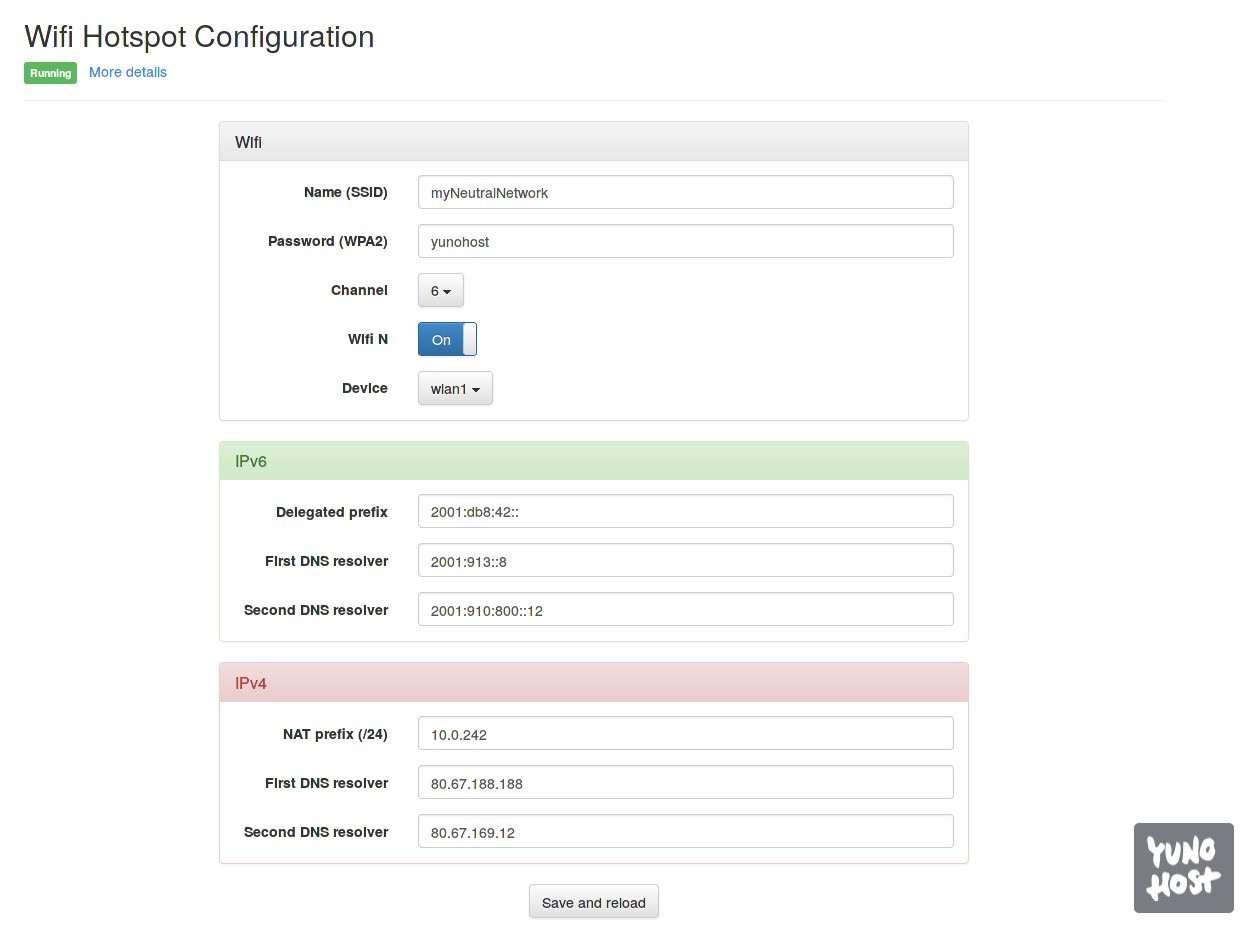 Wifi Hotspot Configuration
Running More details
Wifi
Name (SSID) myNeutralNetwork
Password (WPA2) yunohost
Channel 6
Wifi N On
Device wlan1
IPv6
Delegated prefix 2001:db8:42::
First DNS resolver 2001:913::8
Second DNS resolver 2001:910:800::12
IPv4
NAT prefix (/24) 10.0.242
First DNS resolver 80.67.188.188
Second DNS resolver 80.67.169.12
Save and reload
YUNO
HOST